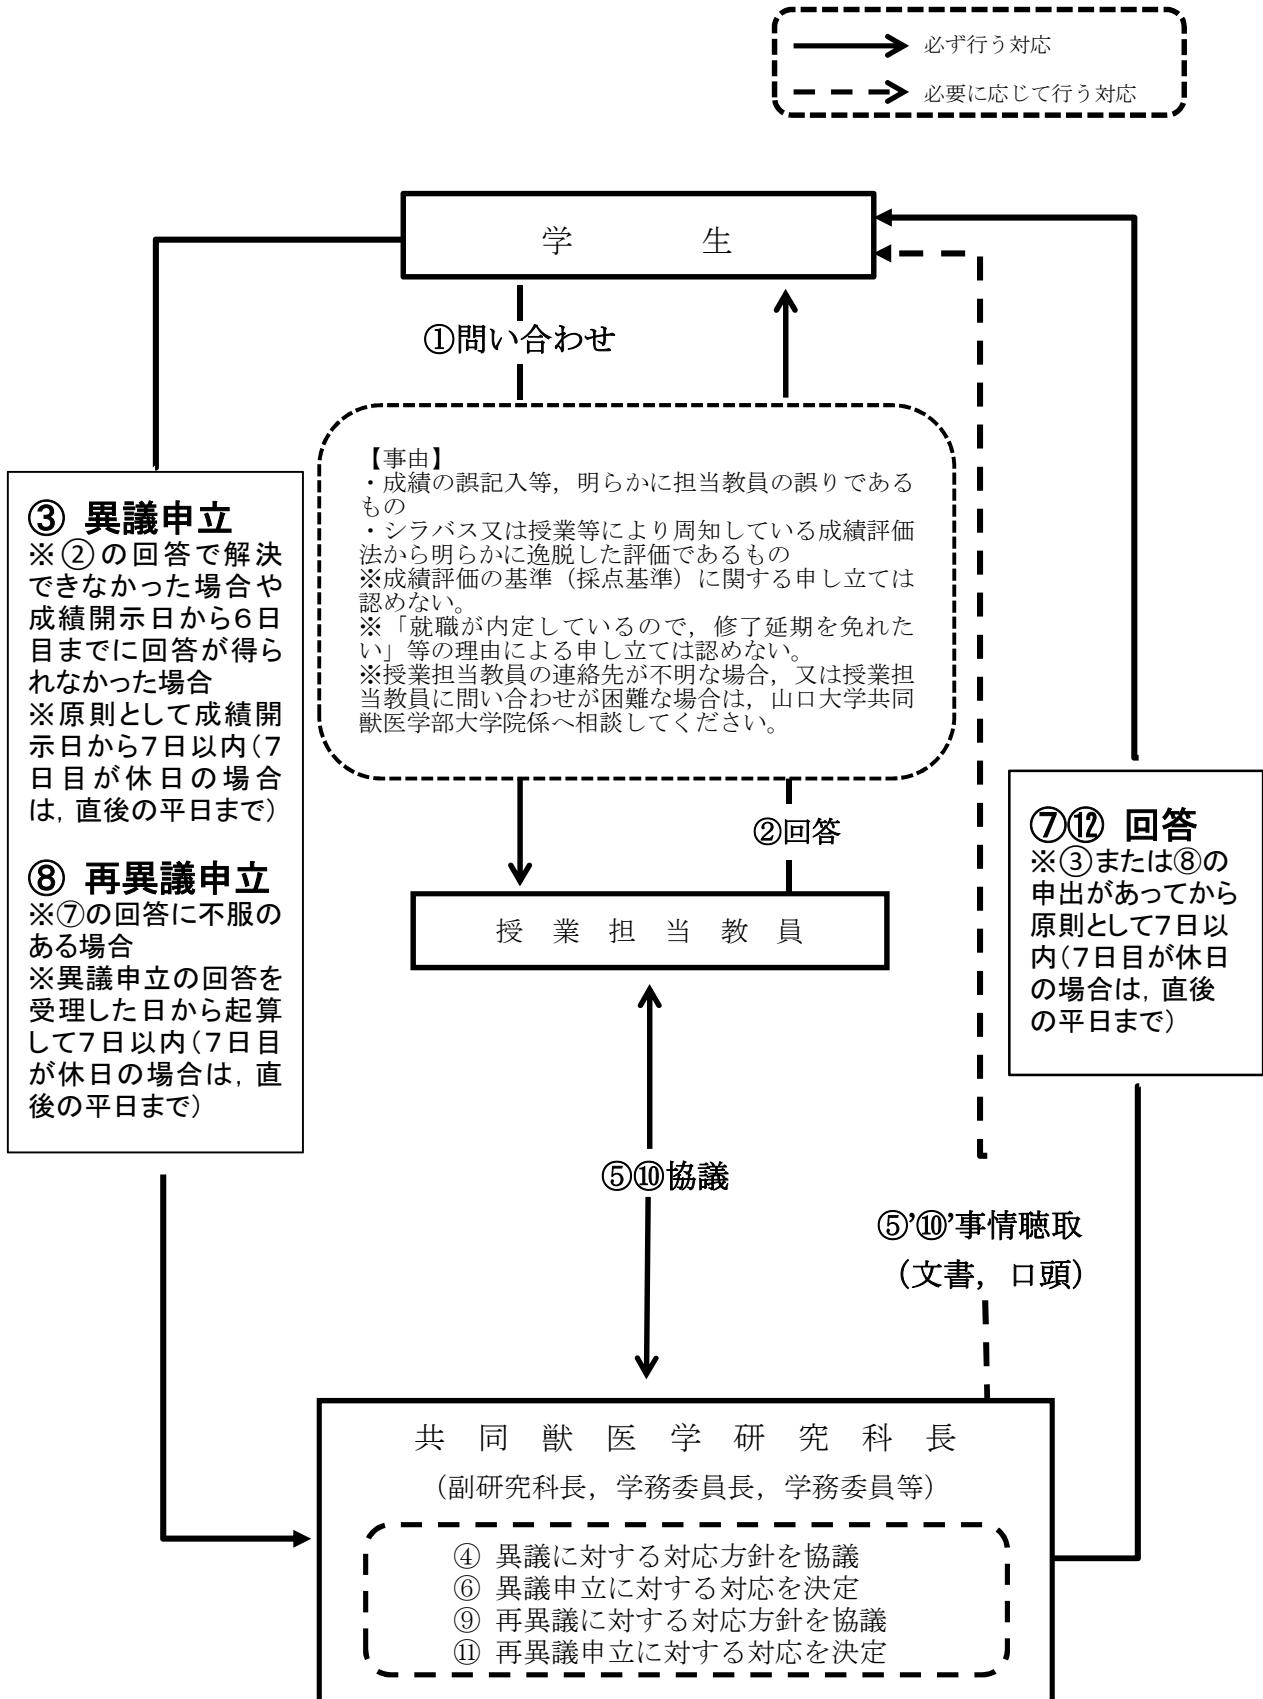 必ず行う対応
必要に応じて行う対応
学　　　　生
①問い合わせ
【事由】
・成績の誤記入等，明らかに担当教員の誤りである
もの
・シラバス又は授業等により周知している成績評価
法から明らかに逸脱した評価であるもの
※成績評価の基準（採点基準）に関する申し立ては
認めない。
※「就職が内定しているので，修了延期を免れた
い」等の理由による申し立ては認めない。
※授業担当教員の連絡先が不明な場合，又は授業担
当教員に問い合わせが困難な場合は，山口大学共同
獣医学部大学院係へ相談してください。
③ 異議申立
※②の回答で解決
できなかった場合や
成績開示日から６日
目までに回答が得ら
れなかった場合
※原則として成績開
示日から７日以内（７
日目が休日の場合
は，直後の平日まで）
⑧ 再異議申立
※⑦の回答に不服の
ある場合
※異議申立の回答を
受理した日から起算
して７日以内（７日目
が休日の場合は，直
後の平日まで）
②回答
授 業 担 当 教 員
⑦⑫ 回答
※③または⑧の
申出があってから
原則として７日以
内（７日目が休日
の場合は，直後
の平日まで）
⑤⑩協議
⑤’⑩’事情聴取
（文書，口頭）
共 同 獣 医 学 研 究 科 長
（副研究科長，学務委員長，学務委員等）
④ 異議に対する対応方針を協議
⑥ 異議申立に対する対応を決定
⑨ 再異議に対する対応方針を協議
⑪ 再異議申立に対する対応を決定